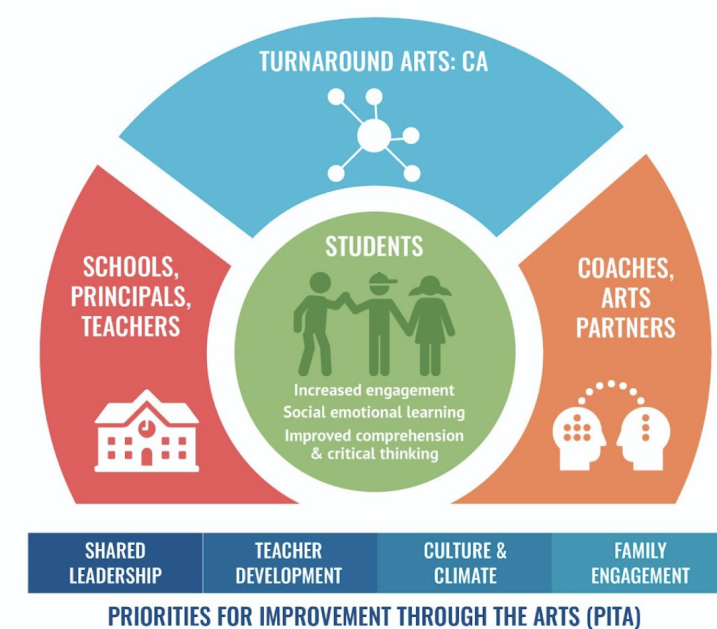 TURNAROUND ARTS: CA
SCHOOLS,
PRINCIPALS,
TEACHERS
STUDENTS
Increased engagement
Social emotional learning
Improved comprehension
& critical thinking
COACHES,
ARTS
PARTNERS
SHARED
LEADERSHIP
TEACHER
DEVELOPMENT
CULTURE &
CLIMATE
FAMILY
ENGAGEMENT
PRIORITIES FOR IMPROVEMENT THROUGH THE ARTS (PITA)